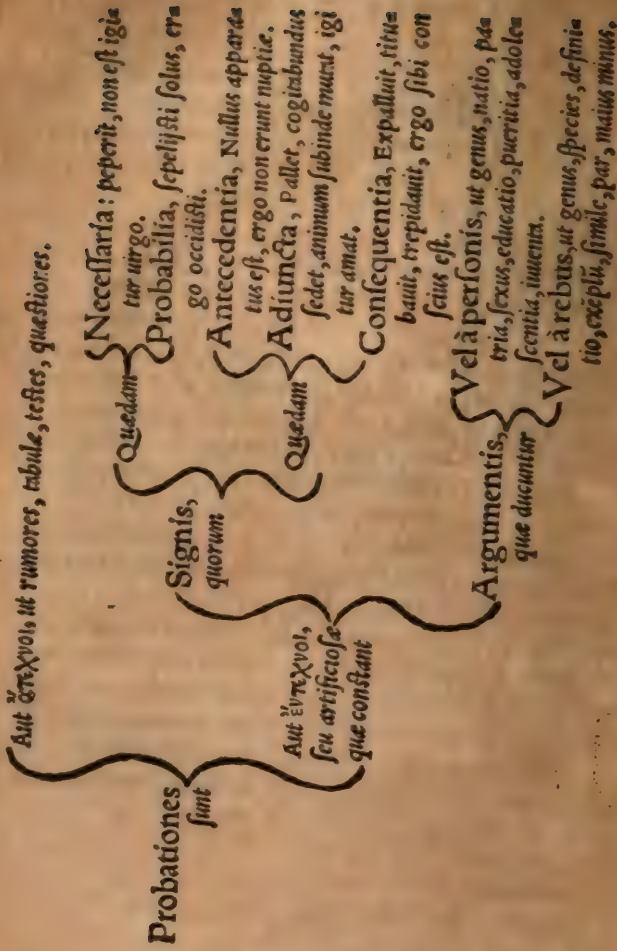 Probationes
ſunt
Aut ἄτεχνοι, ut rumores, tabulæ, teſtes, quæſtiones.
Aut ἔντεχνοι,
ſeu artificioſæ
quæ conſtant
Signis,
quorum
Quædam
Neceſſaria: peperit, non eſt igi⸗
tur uirgo.
Probabilia, ſepelijſti ſolus, er⸗
go occidiſti.
Quædam
Antecedentia, Nullus appara⸗
tus eſt, ergo non erunt nuptiæ.
Adiuncta, Pallet, cogitabundus
ſedet, animum ſubinde mutat, igi
tur amat.
Conſequentia, Expalluit, titu⸗
bauit, trepidauit, ergo ſibi con
ſcius eſt.
Argumentis,
quæ ducuntur
Vel à perſonis, ut genus, natio, pa⸗
tria, ſexus, educatio, pueritia, adole⸗
ſcentia, iuuenta.
Vel à rebus, ut genus, ſpecies, defini⸗
tio, exēplū, ſimile, par, maius minus.